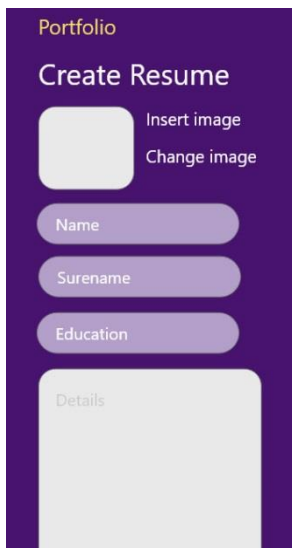 Portfolio
Create Resume
Insert image
Change image
Name
Surename
Education
Details